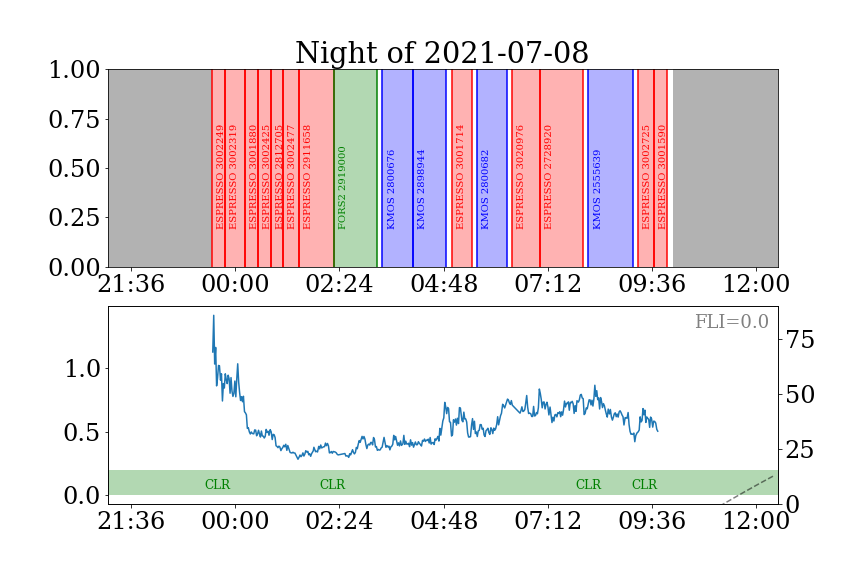 Night of 2021-07-08
1.00
0.75
0.50
0.25
0.00
ESPRESSO 3002249
ESPRESSO 3002319
ESPRESSO 3001880
ESPRESSO 3002425
ESPRESSO 2812705
ESPRESSO 3002477
ESPRESSO 2911658
FORS2 2919000
KMOS 2800676
KMOS 2898944
ESPRESSO 3001714
KMOS 2800682
ESPRESSO 3020976
ESPRESSO 2728920
KMOS 2555639
ESPRESSO 3002725
ESPRESSO 3001590
21:36 00:00 02:24 04:48 07:12 09:36 12:00
FLI=0.0
1.0
0.5
0.0
75
50
25
0
CLR CLR CLR CLR
21:36 00:00 02:24 04:48 07:12 09:36 12:00